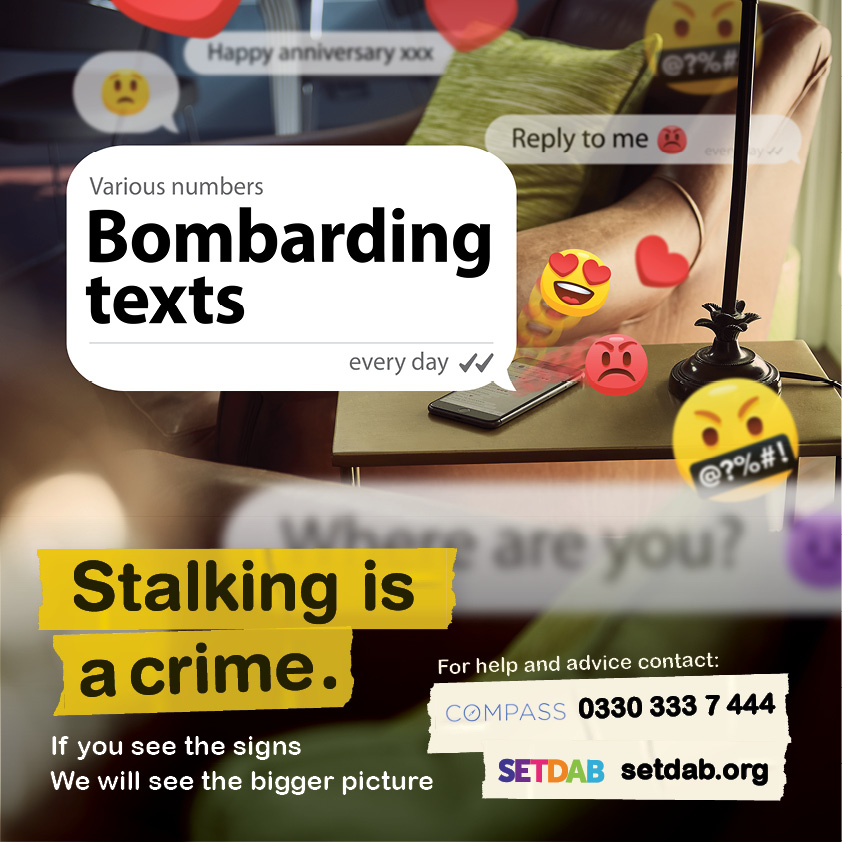 Happy anniversary xxx
@?%#
Reply to me
every day
Various numbers
Bombarding
texts
every day
@?%#!
Where are you?
Stalking is
a crime.
For help and advice contact:
COMPASS 0330 333 7 444
If you see the signs
We will see the bigger picture
SETDAB setdab.org